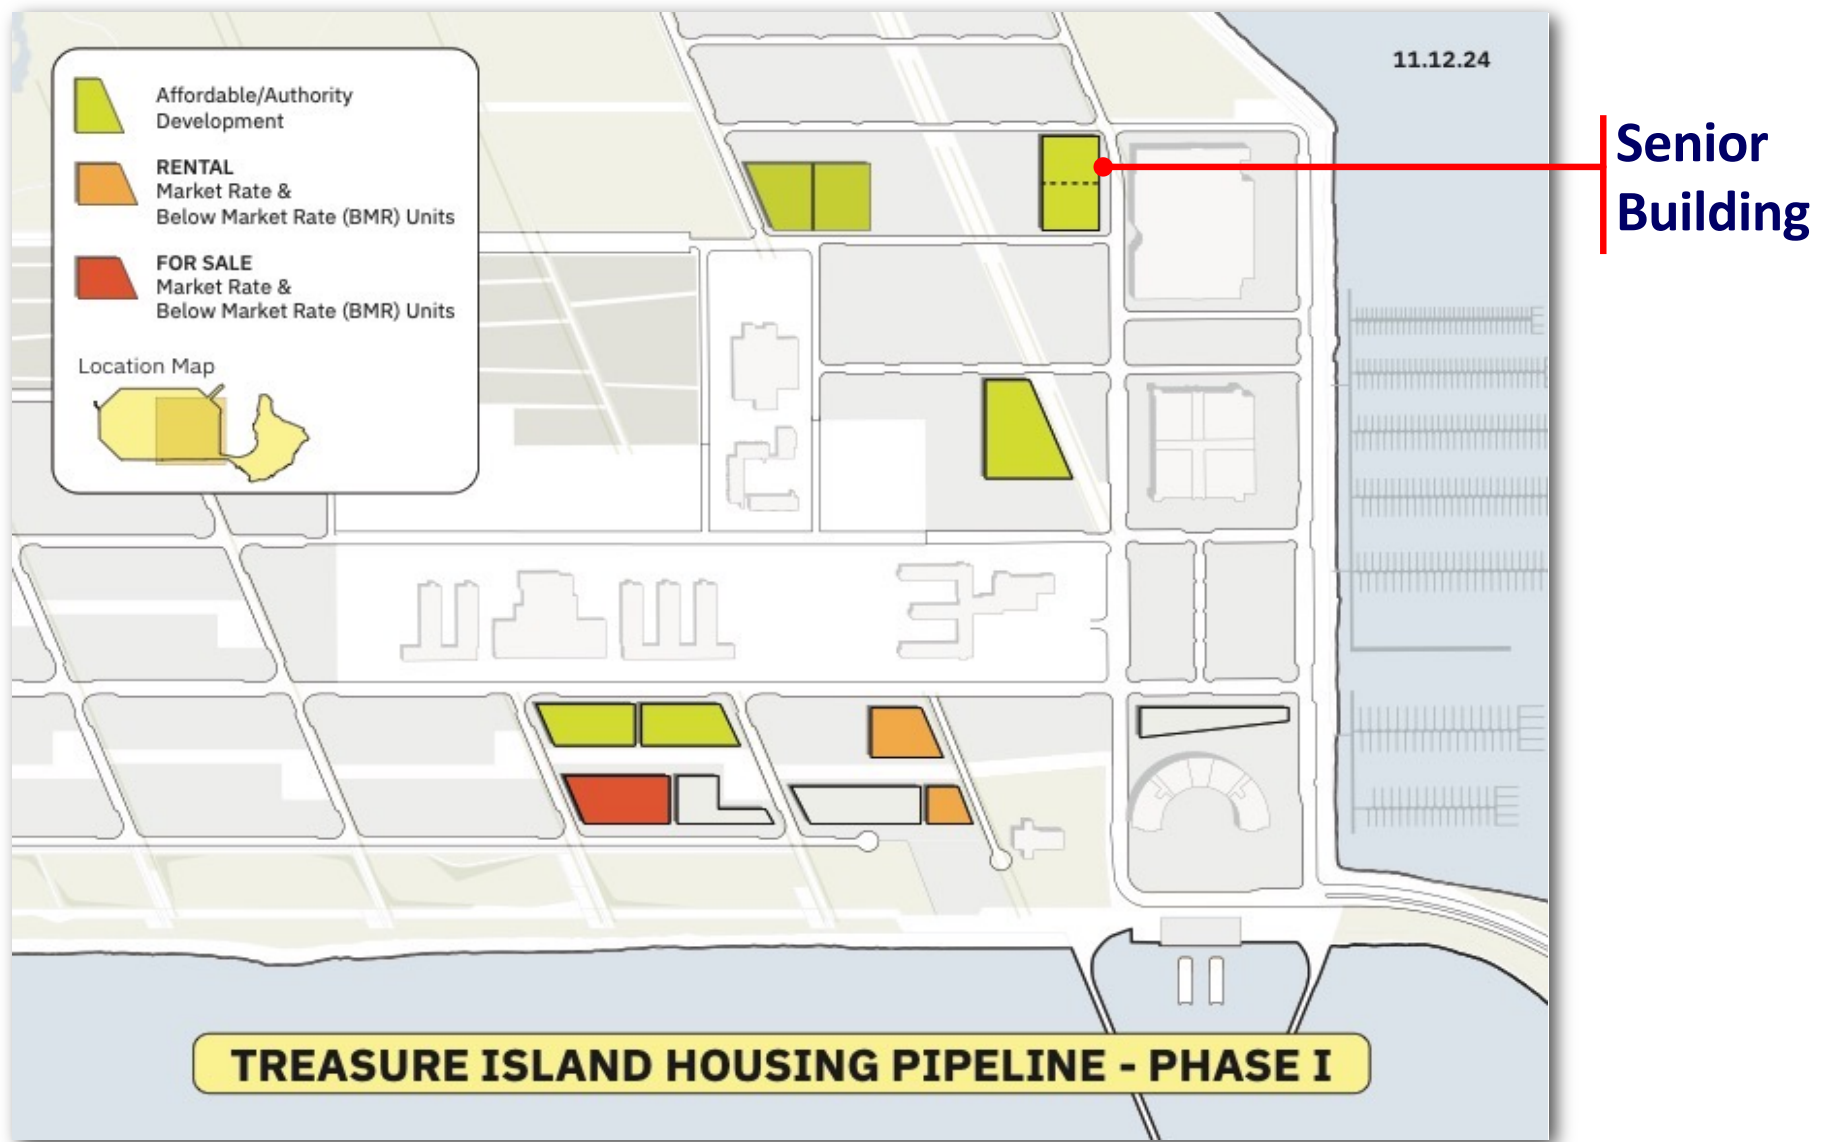 11.12.24
Affordable/Authority
Development
RENTAL
Market Rate &
Below Market Rate (BMR) Units
FOR SALE
Market Rate &
Below Market Rate (BMR) Units
Location Map
Senior
Building
TREASURE ISLAND HOUSING PIPELINE - PHASE I